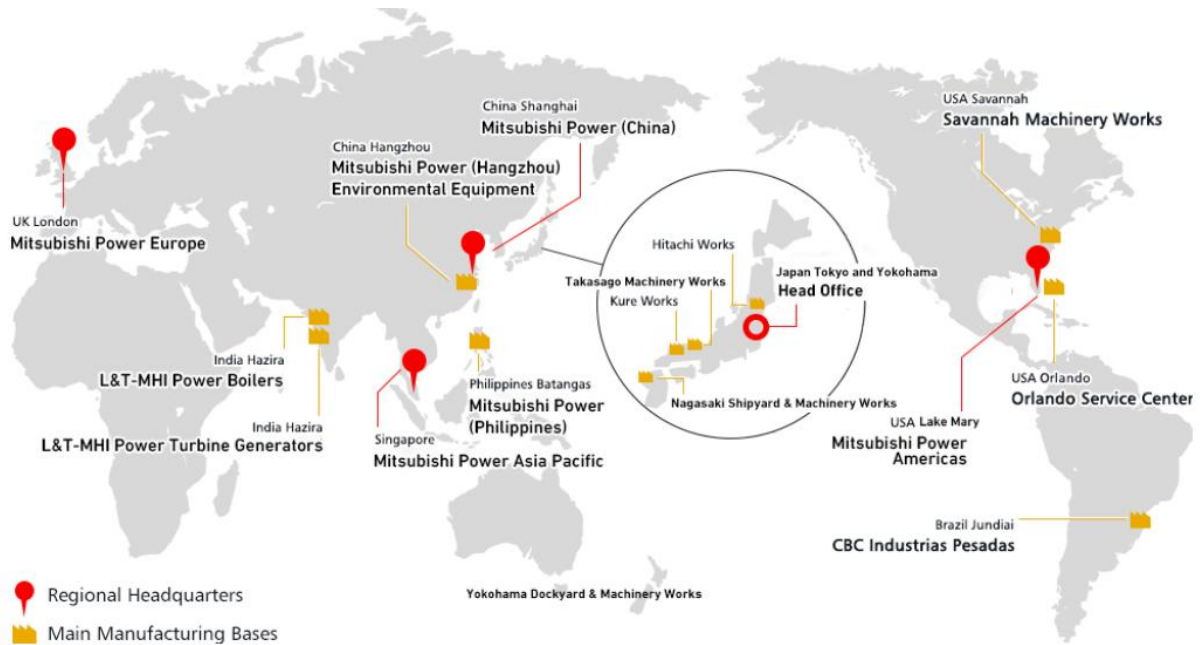 UK London
Mitsubishi Power Europe
China Shanghai
Mitsubishi Power (China)
China Hangzhou
Mitsubishi Power (Hangzhou)
Environmental Equipment
India Hazira
L&T-MHI Power Boilers
India Hazira
L&T-MHI Power Turbine Generators
Singapore
Mitsubishi Power Asia Pacific
Philippines Batangas
Mitsubishi Power
(Philippines)
Hitachi Works
Takasago Machinery Works
Kure Works
Japan Tokyo and Yokohama
Head Office
Nagasaki Shipyard & Machinery Works
USA Savannah
Savannah Machinery Works
USA Orlando
Orlando Service Center
USA Lake Mary
Mitsubishi Power
Americas
Brazil Jundiai
CBC Industrias Pesadas
Yokohama Dockyard & Machinery Works
Regional Headquarters
Main Manufacturing Bases